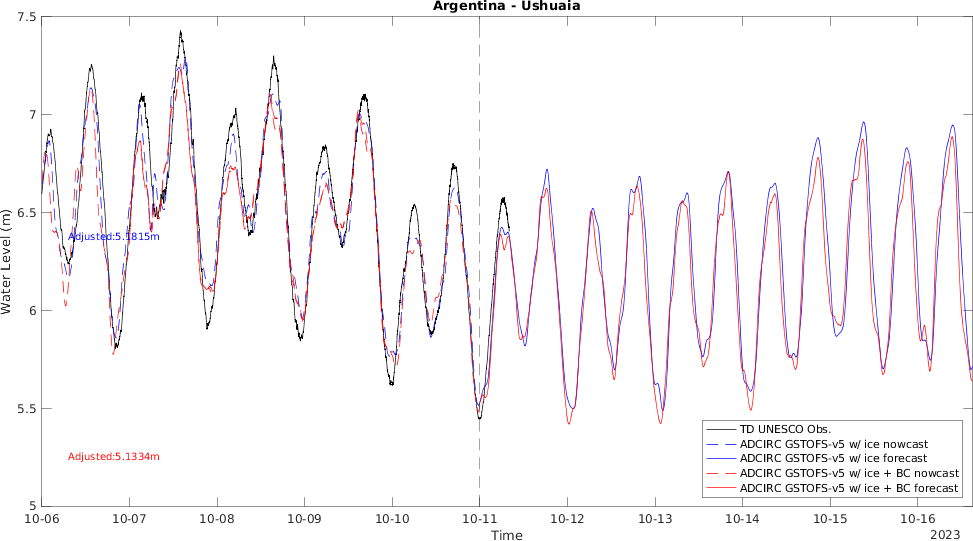 Argentina - Ushuaia
7.5
7
6.5
6
5.5
5
Water Level (m)
Adjusted:5.1815m
Adjusted:5.1334m
TD UNESCO Obs.
ADCIRC GSTOFS-v5 w/ ice nowcast
ADCIRC GSTOFS-v5 w/ ice forecast
ADCIRC GSTOFS-v5 w/ ice + BC nowcast
ADCIRC GSTOFS-v5 w/ ice + BC forecast
10-06 10-07 10-08 10-09 10-10 10-11 10-12 10-13 10-14 10-15 10-16
Time
2023